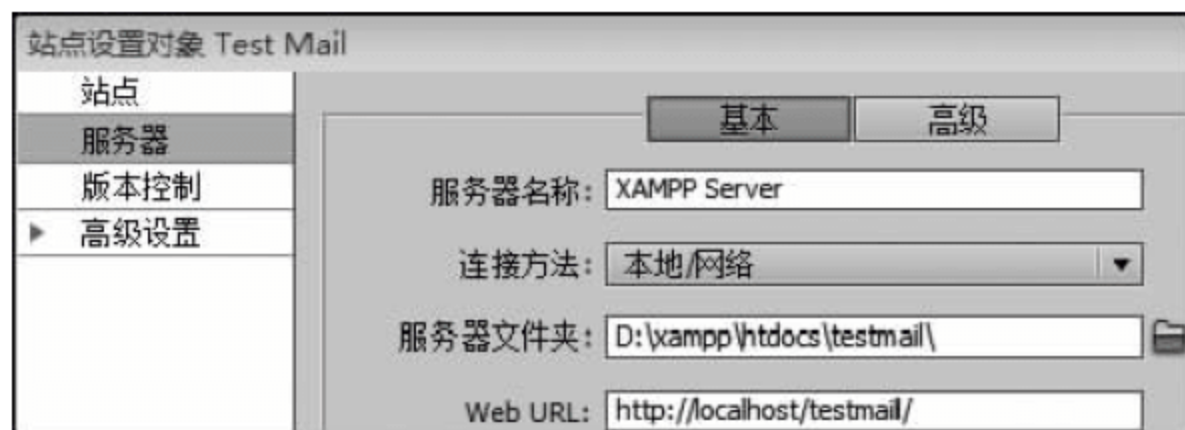 站点设置对象 Test Mail
站点
服务器
版本控制
高级设置
基本 高级
服务器名称: XAMPP Server
连接方法: 本地/网络
服务器文件夹: D:\xampp\htdocs\testmail\
Web URL: http://localhost/testmail/